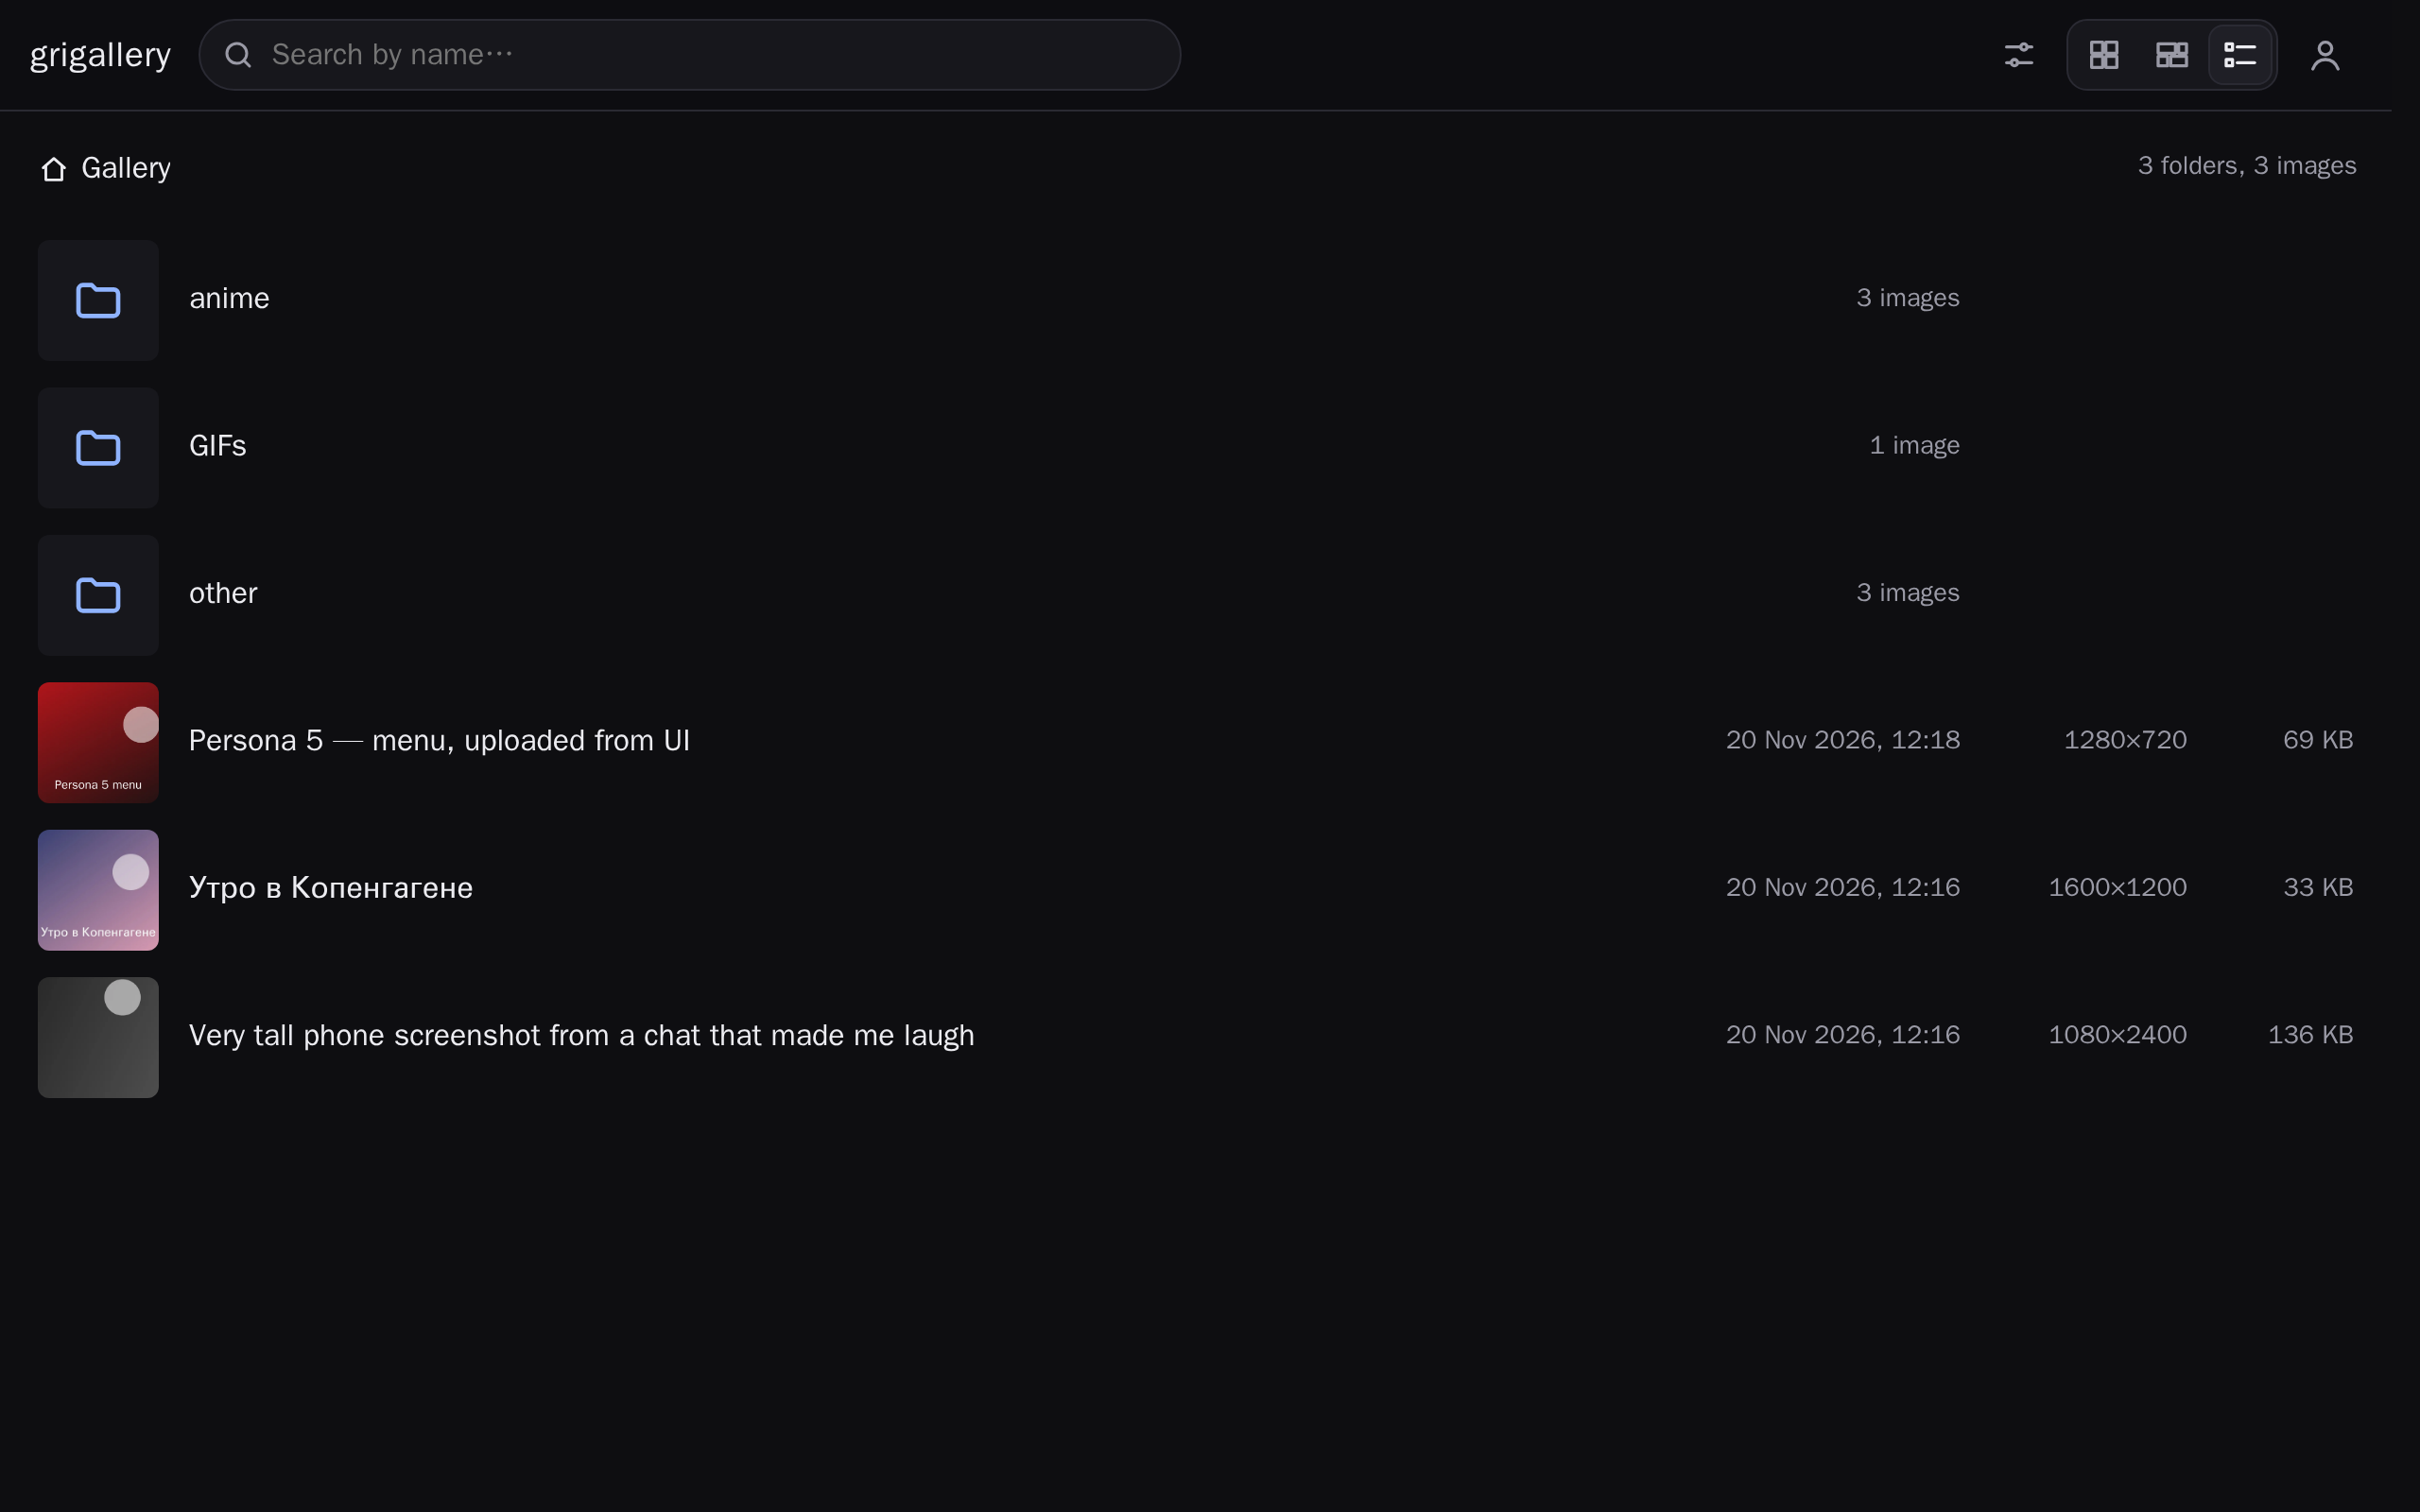 grigallery
Search by name…
Gallery
3 folders, 3 images
anime
3 images
GIFs
1 image
other
3 images
Persona 5 menu
Persona 5 — menu, uploaded from UI
20 Nov 2026, 12:18
1280×720
69 KB
Утро в Копенгагене
Утро в Копенгагене
20 Nov 2026, 12:16
1600×1200
33 KB
Very tall phone screenshot from a chat that made me laugh
20 Nov 2026, 12:16
1080×2400
136 KB